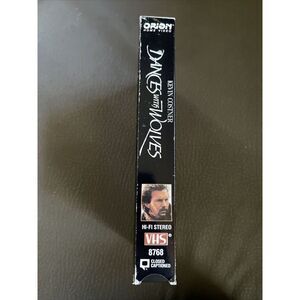 ORION
HOME VIDEO
KEVIN COSTNER
DANCES WITH WOLVES
HI-FI STEREO
VHS
8768
CLOSED
CAPTIONED